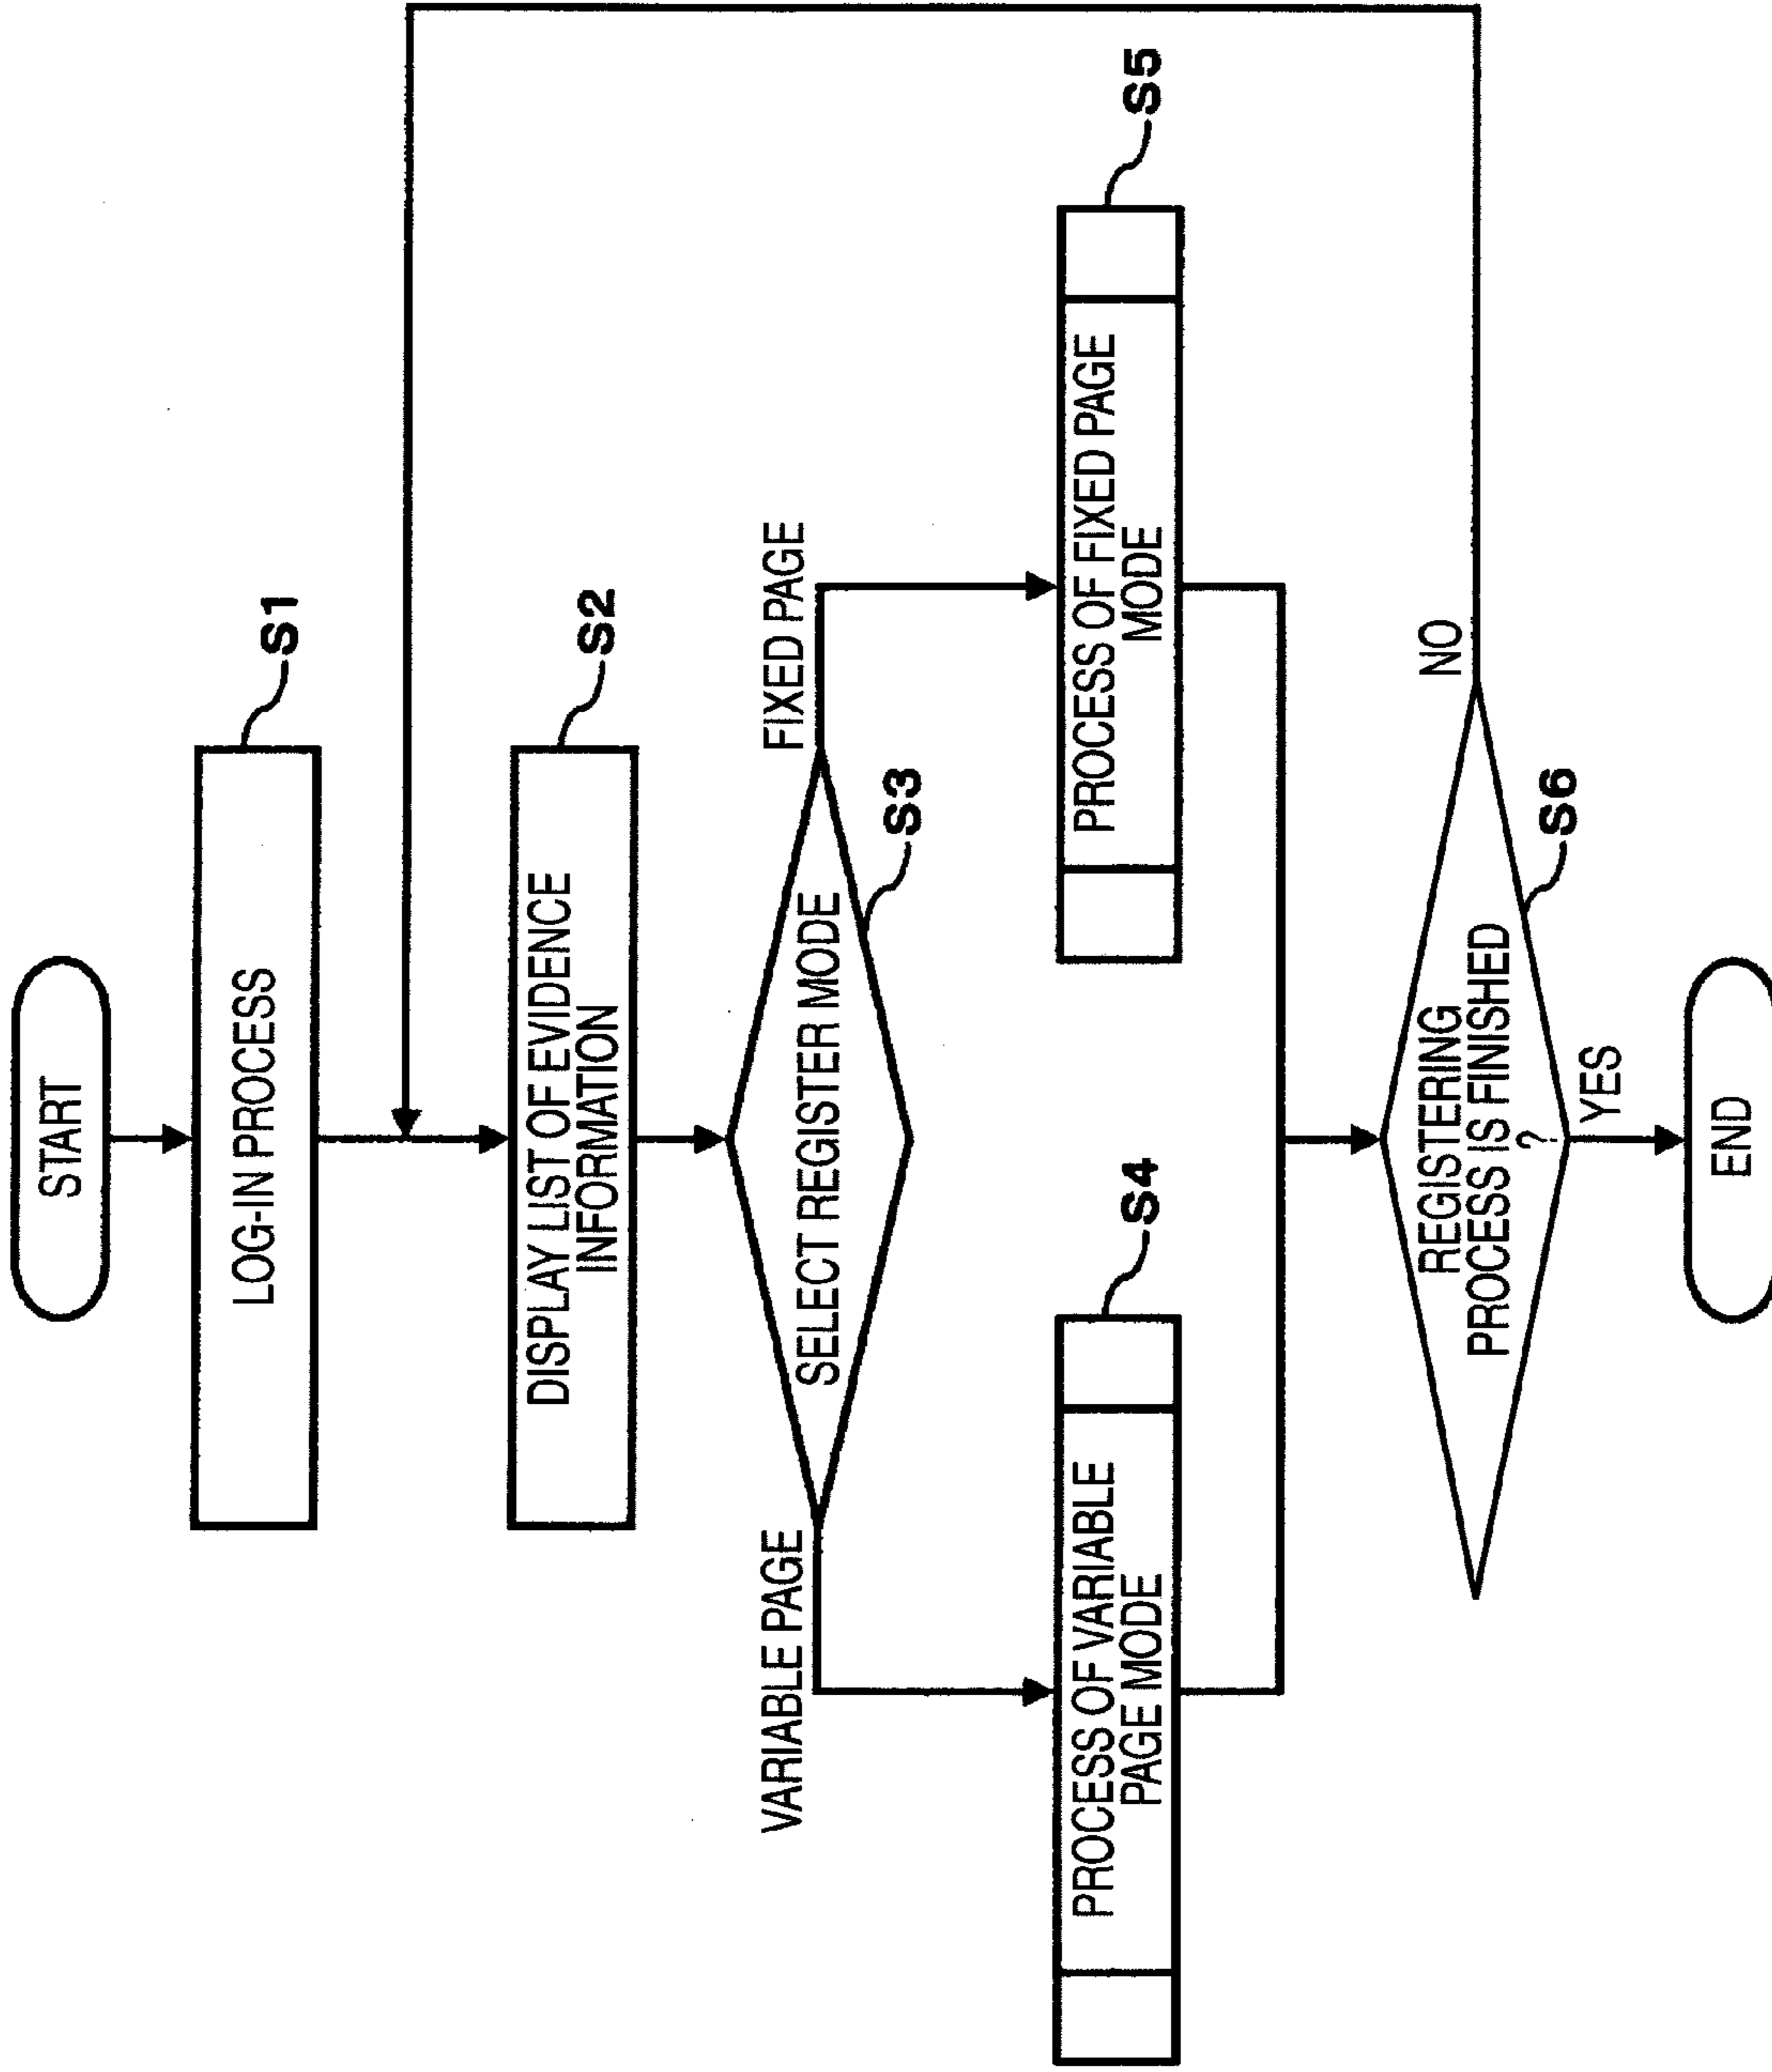 START
LOG-IN PROCESS
S1
DISPLAY LIST OF EVIDENCE
INFORMATION
S2
SELECT REGISTER MODE
S3
VARIABLE PAGE
FIXED PAGE
PROCESS OF VARIABLE
PAGE MODE
S4
PROCESS OF FIXED PAGE
MODE
S5
REGISTERING
PROCESS IS FINISHED
?
S6
NO
YES
END